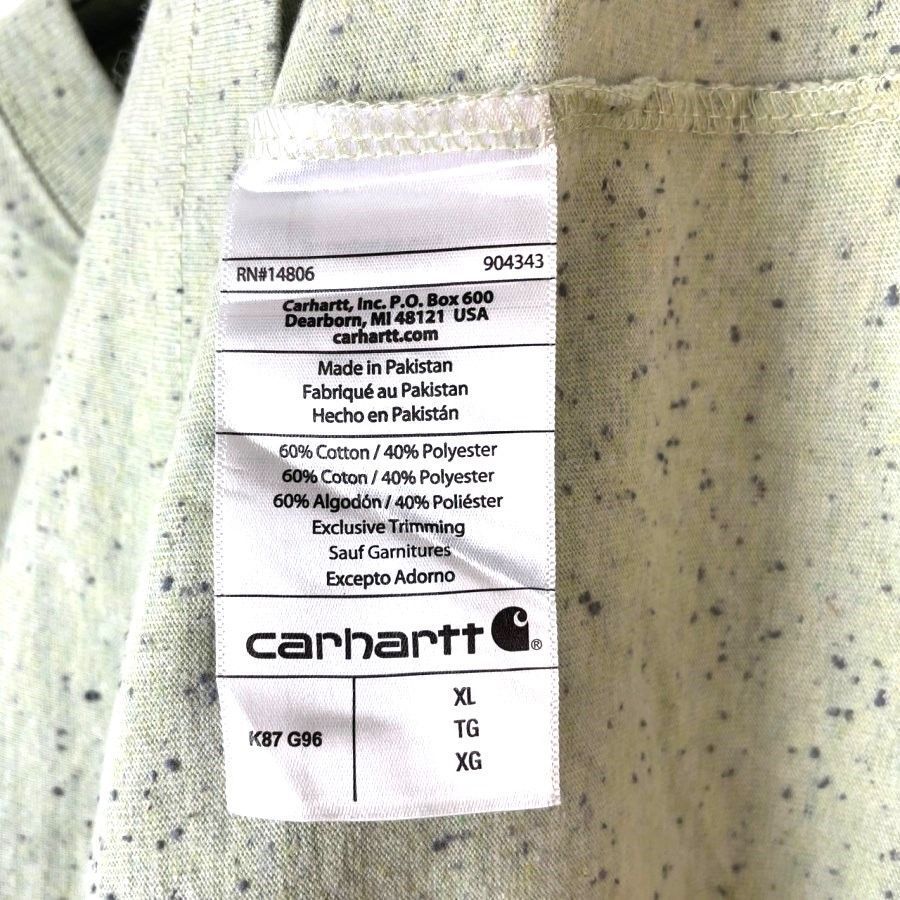 RN#14806 904343
Carhartt, Inc. P.O. Box 600
Dearborn, MI 48121 USA
carhartt.com
Made in Pakistan
Fabriqué au Pakistan
Hecho en Pakistán
60% Cotton / 40% Polyester
60% Coton / 40% Polyester
60% Algodón / 40% Poliéster
Exclusive Trimming
Sauf Garnitures
Excepto Adorno
carhartt ®
K87 G96
XL
TG
XG